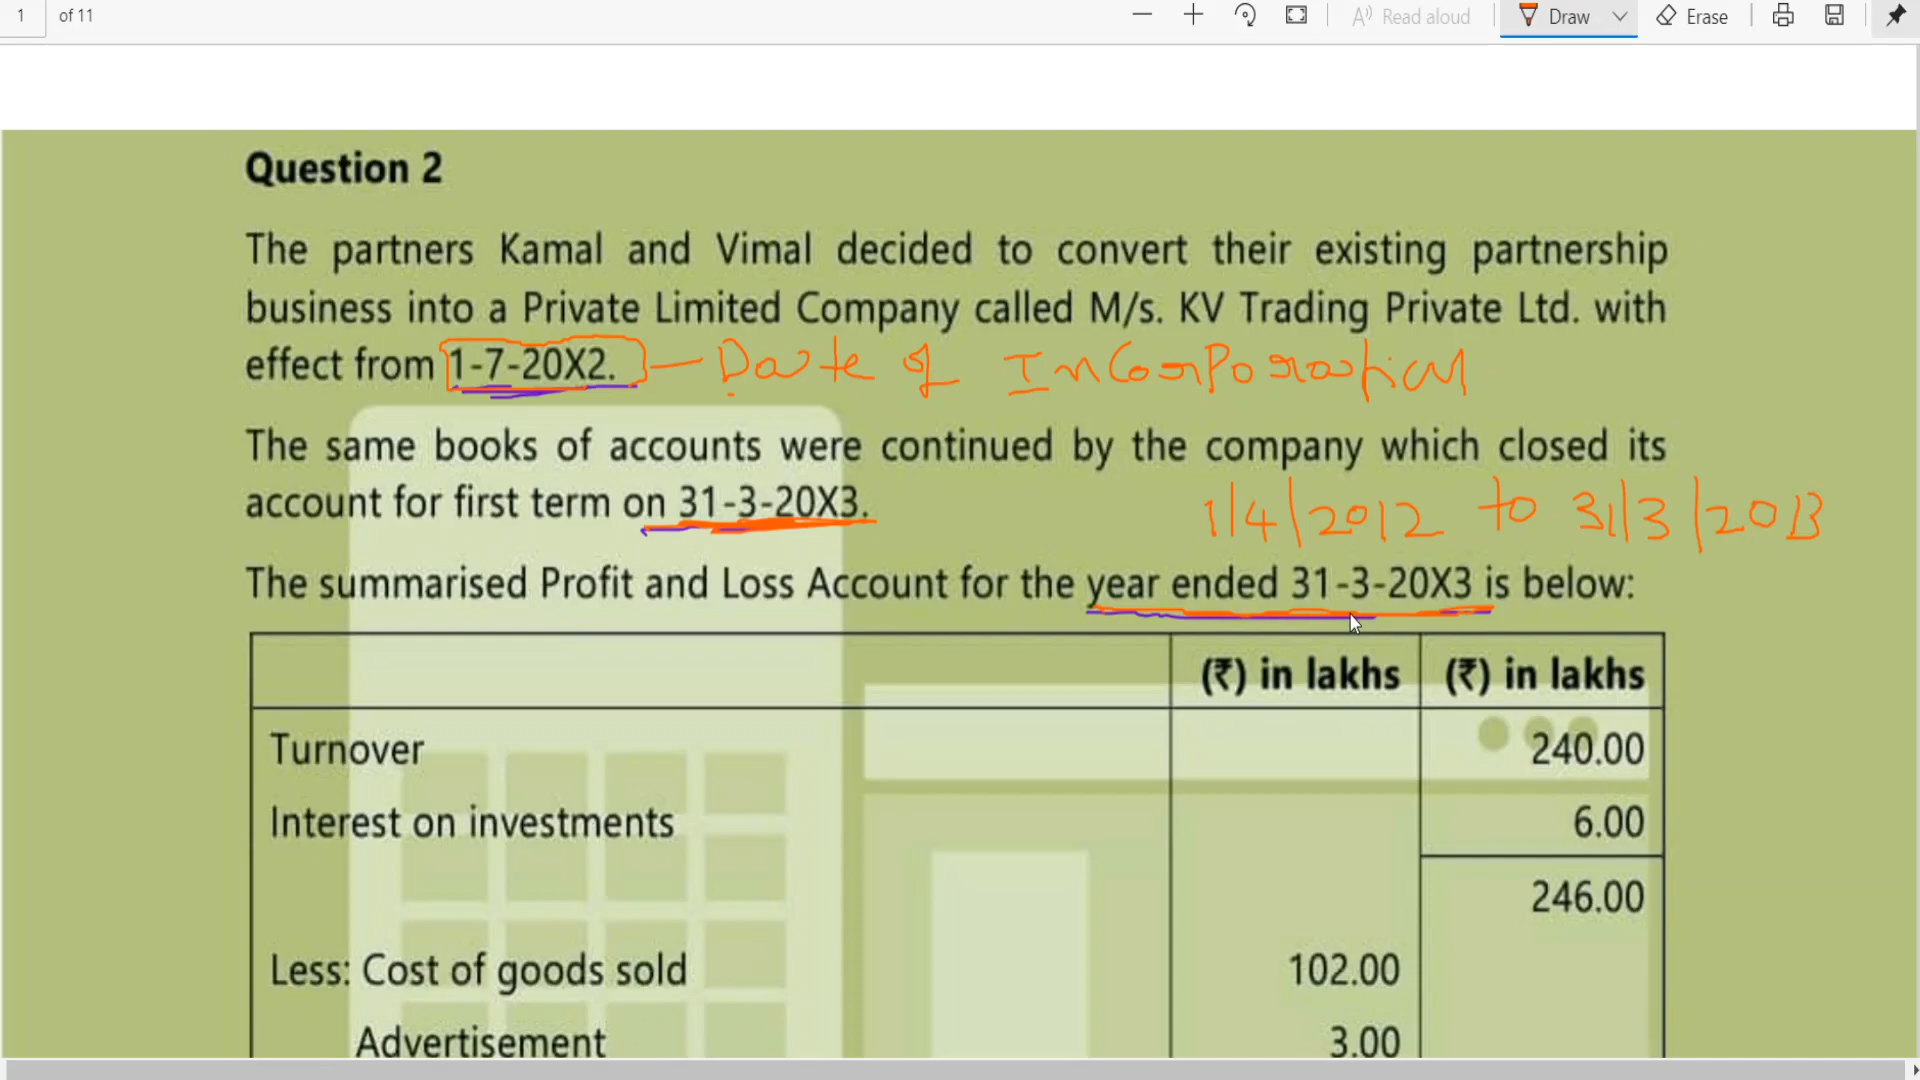 1 of 11 Read aloud Draw Erase
Question 2
The partners Kamal and Vimal decided to convert their existing partnership
business into a Private Limited Company called M/s. KV Trading Private Ltd. with
effect from 1-7-20X2. — Date of Incorporation
The same books of accounts were continued by the company which closed its
account for first term on 31-3-20X3. 1/4/2012 to 31/3/2013
The summarised Profit and Loss Account for the year ended 31-3-20X3 is below:
(₹) in lakhs (₹) in lakhs
Turnover 240.00
Interest on investments 6.00
246.00
Less: Cost of goods sold 102.00
Advertisement 3.00